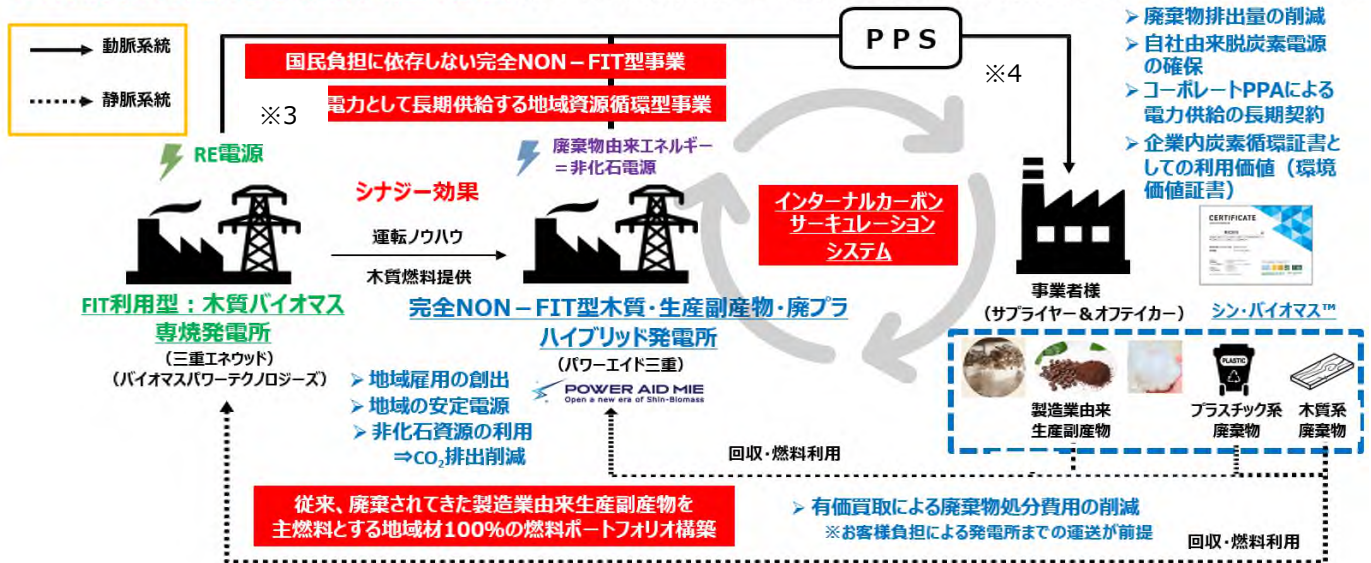 動脈系統
静脈系統
国民負担に依存しない完全NON－FIT型事業
電力として長期供給する地域資源循環型事業
※3
PPS
※4
➢ 廃棄物排出量の削減
➢ 自社由来脱炭素電源
の確保
➢ コーポレートPPAによる
電力供給の長期契約
➢ 企業内炭素循環証書と
しての利用価値（環境
価値証書）
CERTIFICATE
シン・バイオマス™
RE電源
廃棄物由来エネルギー
＝非化石電源
シナジー効果
運転ノウハウ
木質燃料提供
インターナルカーボン
サーキュレーション
システム
FIT利用型：木質バイオマス
専焼発電所
（三重エネウッド）
（バイオマスパワーテクノロジーズ）
完全NON－FIT型木質・生産副産物・廃プラ
ハイブリッド発電所
（パワーエイド三重）
POWER AID MIE
Open a new era of Shin-Biomass
事業者様
（サプライヤー＆オフテイカー）
➢ 地域雇用の創出
➢ 地域の安定電源
➢ 非化石資源の利用
⇒CO₂排出削減
PLASTIC
製造業由来
生産副産物
プラスチック系
廃棄物
木質系
廃棄物
回収・燃料利用
従来、廃棄されてきた製造業由来生産副産物を
主燃料とする地域材100%の燃料ポートフォリオ構築
➢ 有価買取による廃棄物処分費用の削減
※お客様負担による発電所までの運送が前提
回収・燃料利用